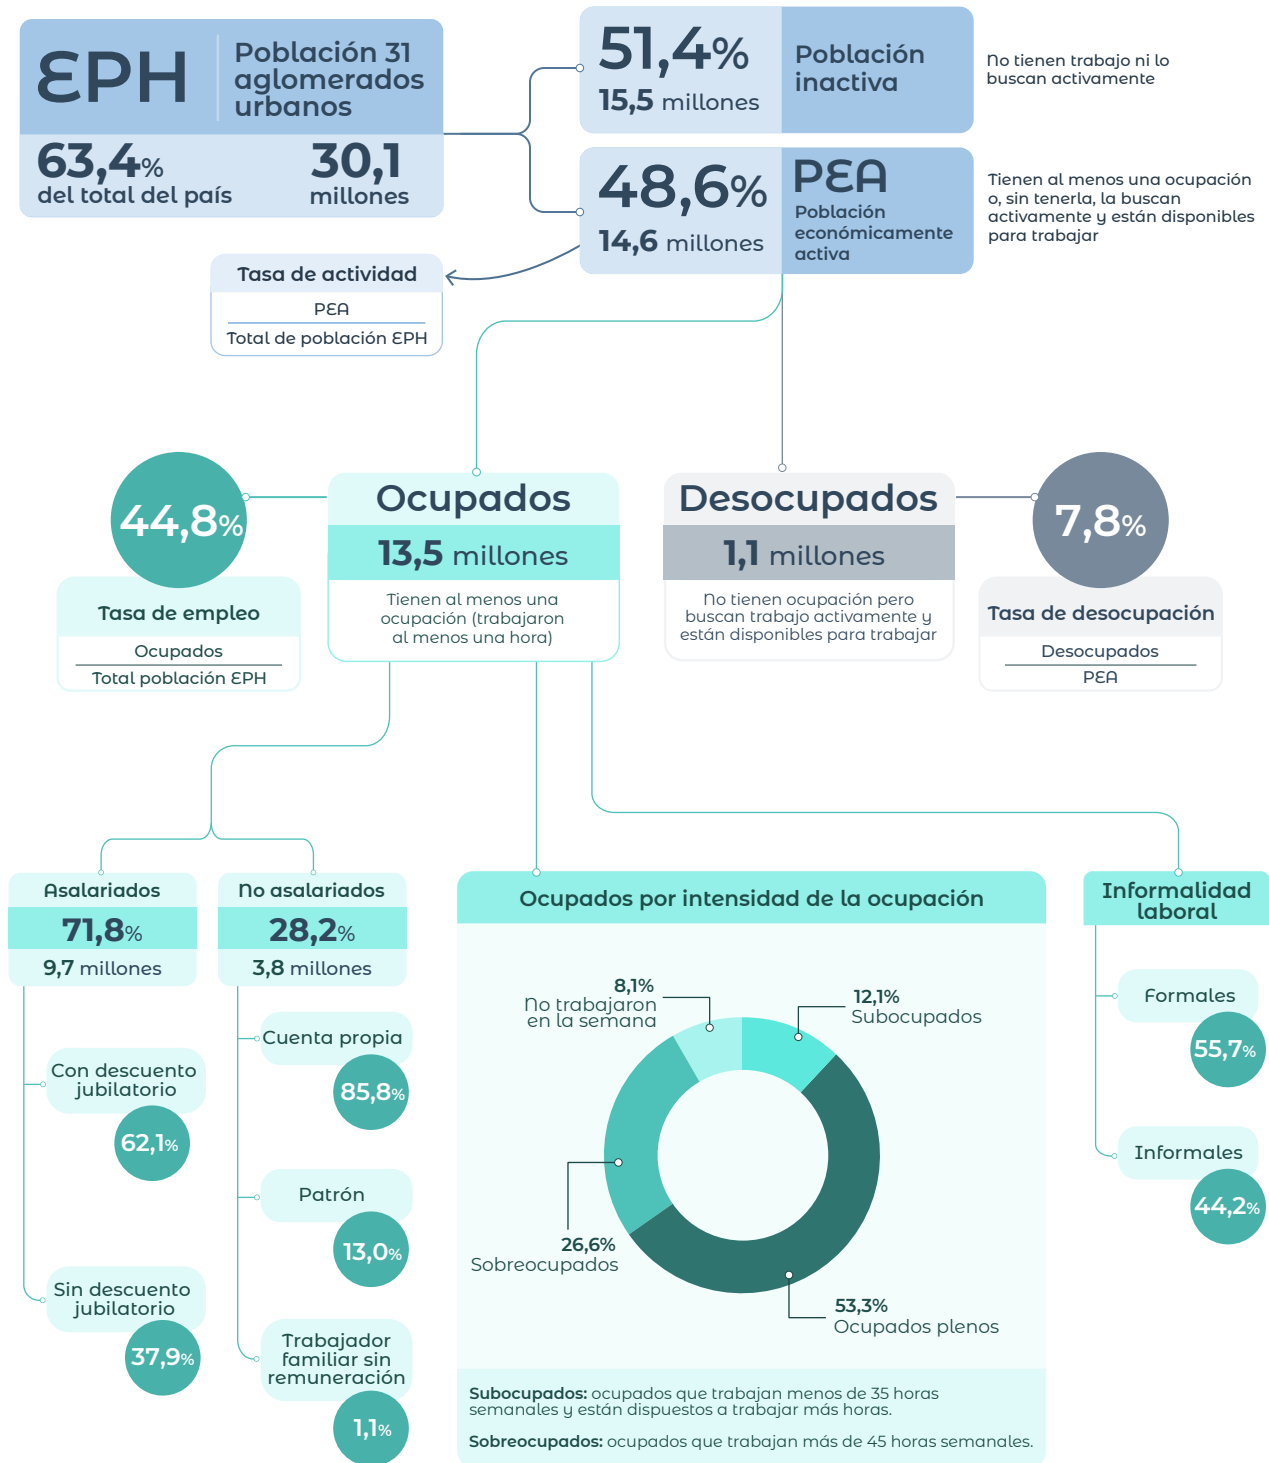 EPH
Población 31
aglomerados
urbanos
63,4%
del total del país
30,1
millones
51,4%
15,5 millones
Población
inactiva
No tienen trabajo ni lo
buscan activamente
48,6%
14,6 millones
PEA
Población
económicamente
activa
Tienen al menos una ocupación
o, sin tenerla, la buscan
activamente y están disponibles
para trabajar
Tasa de actividad
PEA
Total de población EPH
44,8%
Tasa de empleo
Ocupados
Total población EPH
Ocupados
13,5 millones
Tienen al menos una
ocupación (trabajaron
al menos una hora)
Desocupados
1,1 millones
No tienen ocupación pero
buscan trabajo activamente y
están disponibles para trabajar
7,8%
Tasa de desocupación
Desocupados
PEA
Asalariados
71,8%
9,7 millones
Con descuento
jubilatorio
62,1%
Sin descuento
jubilatorio
37,9%
No asalariados
28,2%
3,8 millones
Cuenta propia
85,8%
Patrón
13,0%
Trabajador
familiar sin
remuneración
1,1%
Ocupados por intensidad de la ocupación
8,1%
No trabajaron
en la semana
12,1%
Subocupados
26,6%
Sobreocupados
53,3%
Ocupados plenos
Subocupados: ocupados que trabajan menos de 35 horas
semanales y están dispuestos a trabajar más horas.
Sobreocupados: ocupados que trabajan más de 45 horas semanales.
Informalidad
laboral
Formales
55,7%
Informales
44,2%